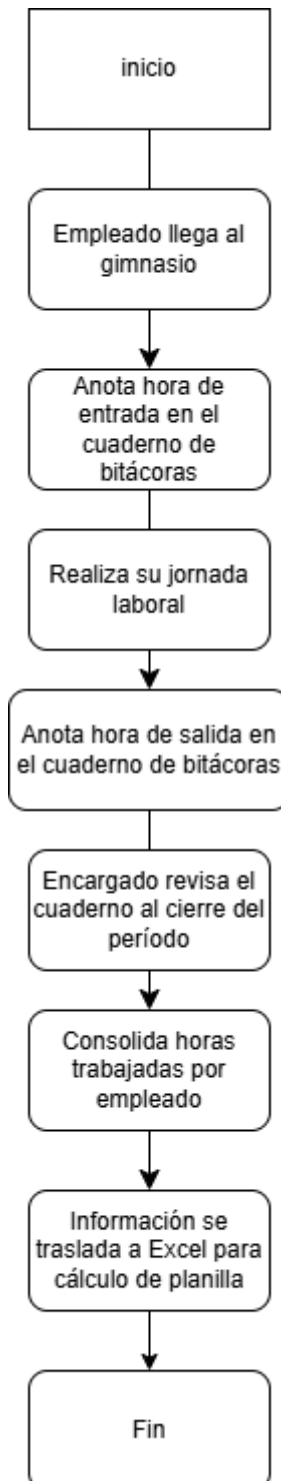 inicio
Empleado llega al
gimnasio
Anota hora de
entrada en el
cuaderno de
bitácoras
Realiza su jornada
laboral
Anota hora de salida en
el cuaderno de bitácoras
Encargado revisa el
cuaderno al cierre del
período
Consolida horas
trabajadas por
empleado
Información se
traslada a Excel para
cálculo de planilla
Fin